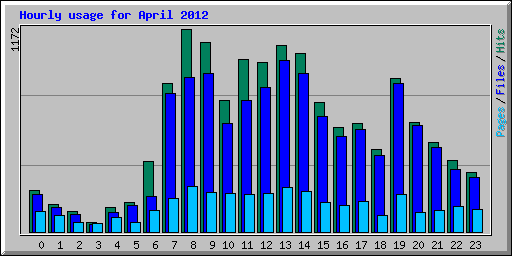 Hourly usage for April 2012
1172
Pages/Files/Hits
0 1 2 3 4 5 6 7 8 9 10 11 12 13 14 15 16 17 18 19 20 21 22 23